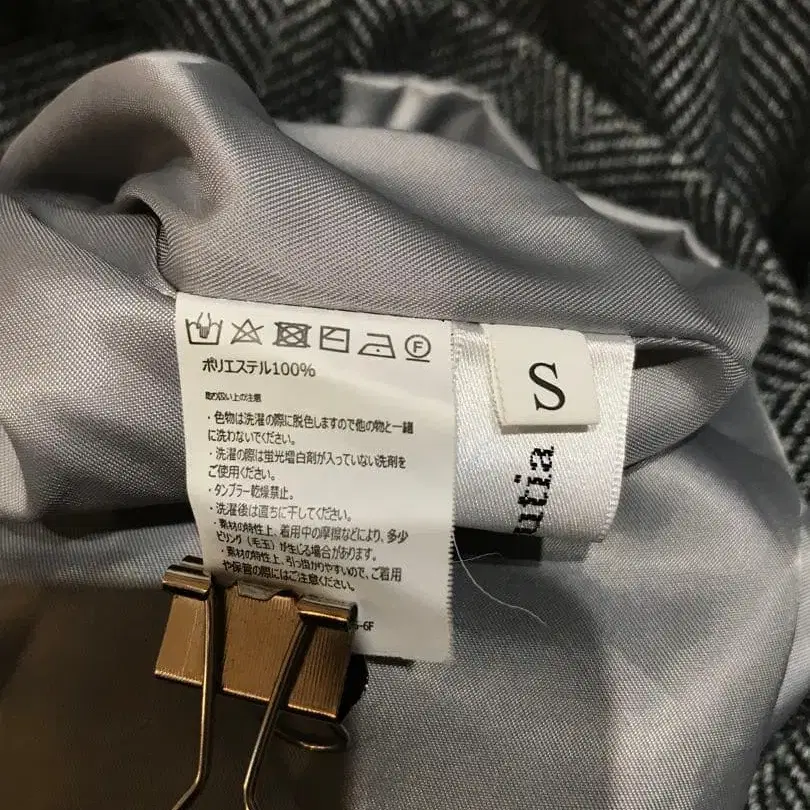 F
ポリエステル100%
取り扱い上の注意
・色物は洗濯の際に脱色しますので他の物と一緒
に洗わないでください。
・洗濯の際は蛍光増白剤が入っていない洗剤を
ご使用ください。
・タンブラー乾燥禁止。
・洗濯後は直ちに干してください。
・素材の特性上、着用中の摩擦などにより、多少
ピリング（毛玉）が生じる場合があります。
・素材の特性上、引っ掛かりやすいので、ご着用
や保管の際にはご注意ください。
-6F
S
utia